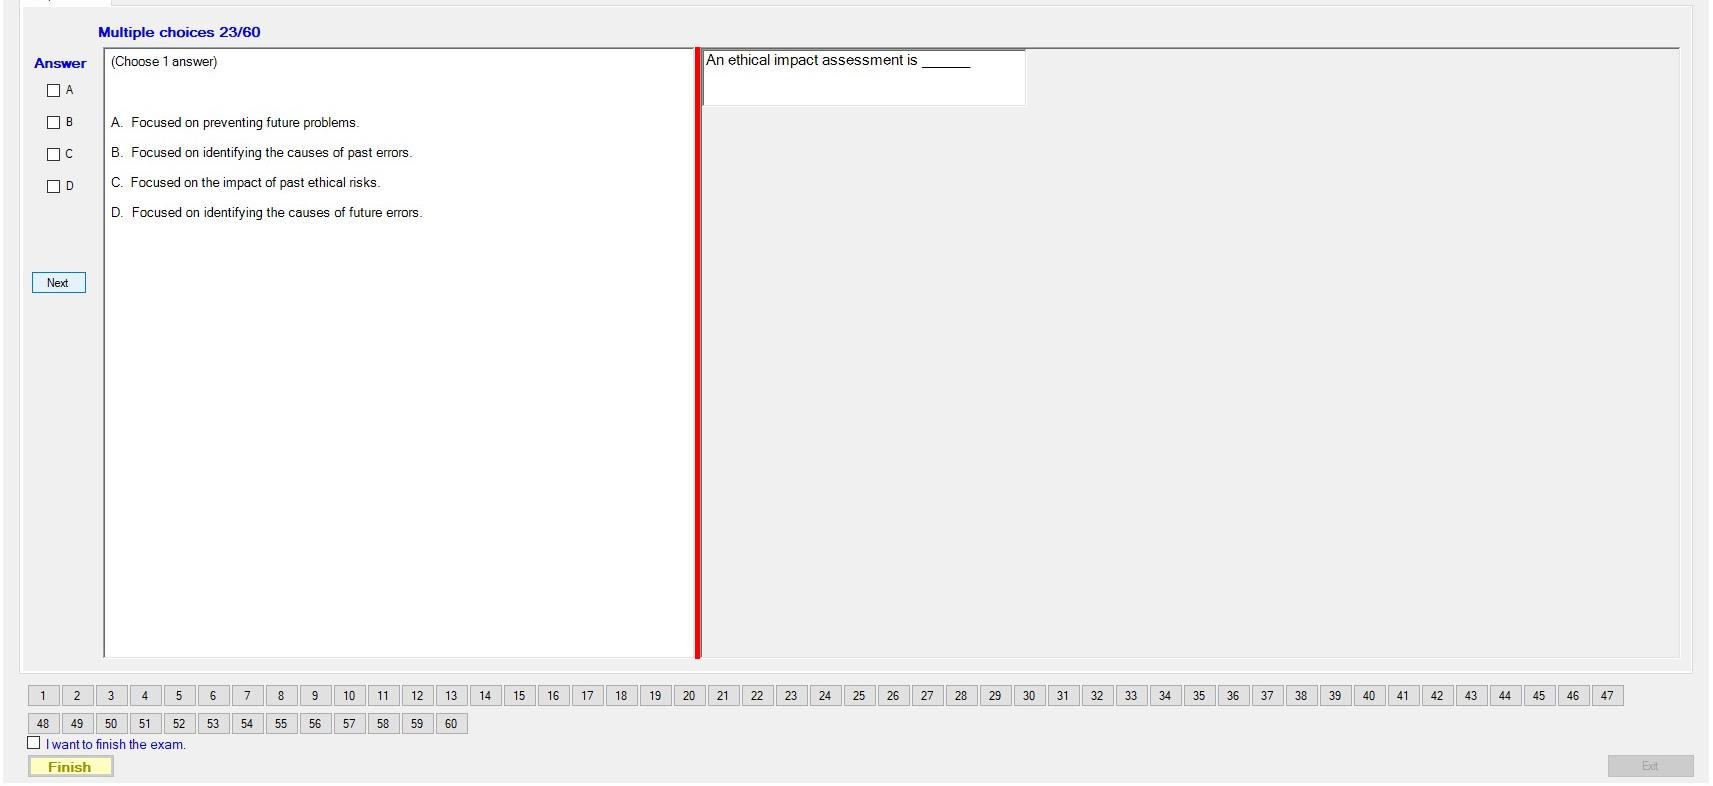 Multiple choices 23/60
Answer
(Choose 1 answer)
An ethical impact assessment is ______
A
B
C
D
A. Focused on preventing future problems.
B. Focused on identifying the causes of past errors.
C. Focused on the impact of past ethical risks.
D. Focused on identifying the causes of future errors.
Next
1 2 3 4 5 6 7 8 9 10 11 12 13 14 15 16 17 18 19 20 21 22 23 24 25 26 27 28 29 30 31 32 33 34 35 36 37 38 39 40 41 42 43 44 45 46 47
48 49 50 51 52 53 54 55 56 57 58 59 60
I want to finish the exam.
Finish
Exit